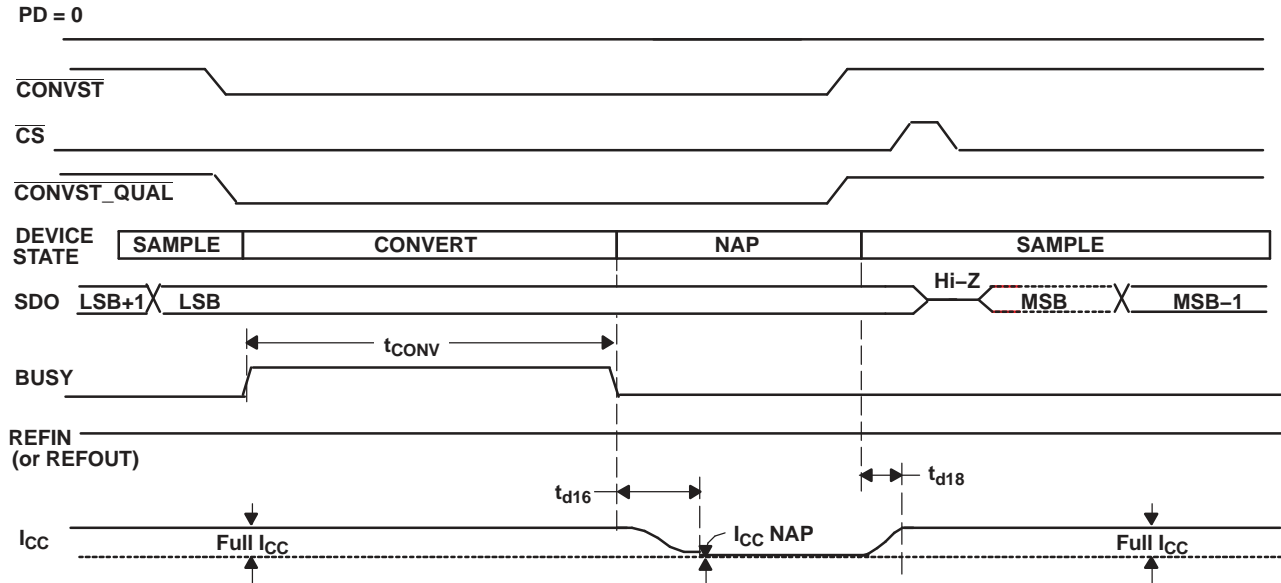 PD = 0
CONVST
CS
CONVST_QUAL
DEVICE STATE
SAMPLE
CONVERT
NAP
SAMPLE
SDO
LSB+1
LSB
Hi–Z
MSB
MSB–1
tCONV
BUSY
REFIN
(or REFOUT)
td16
td18
ICC
Full ICC
ICC NAP
Full ICC